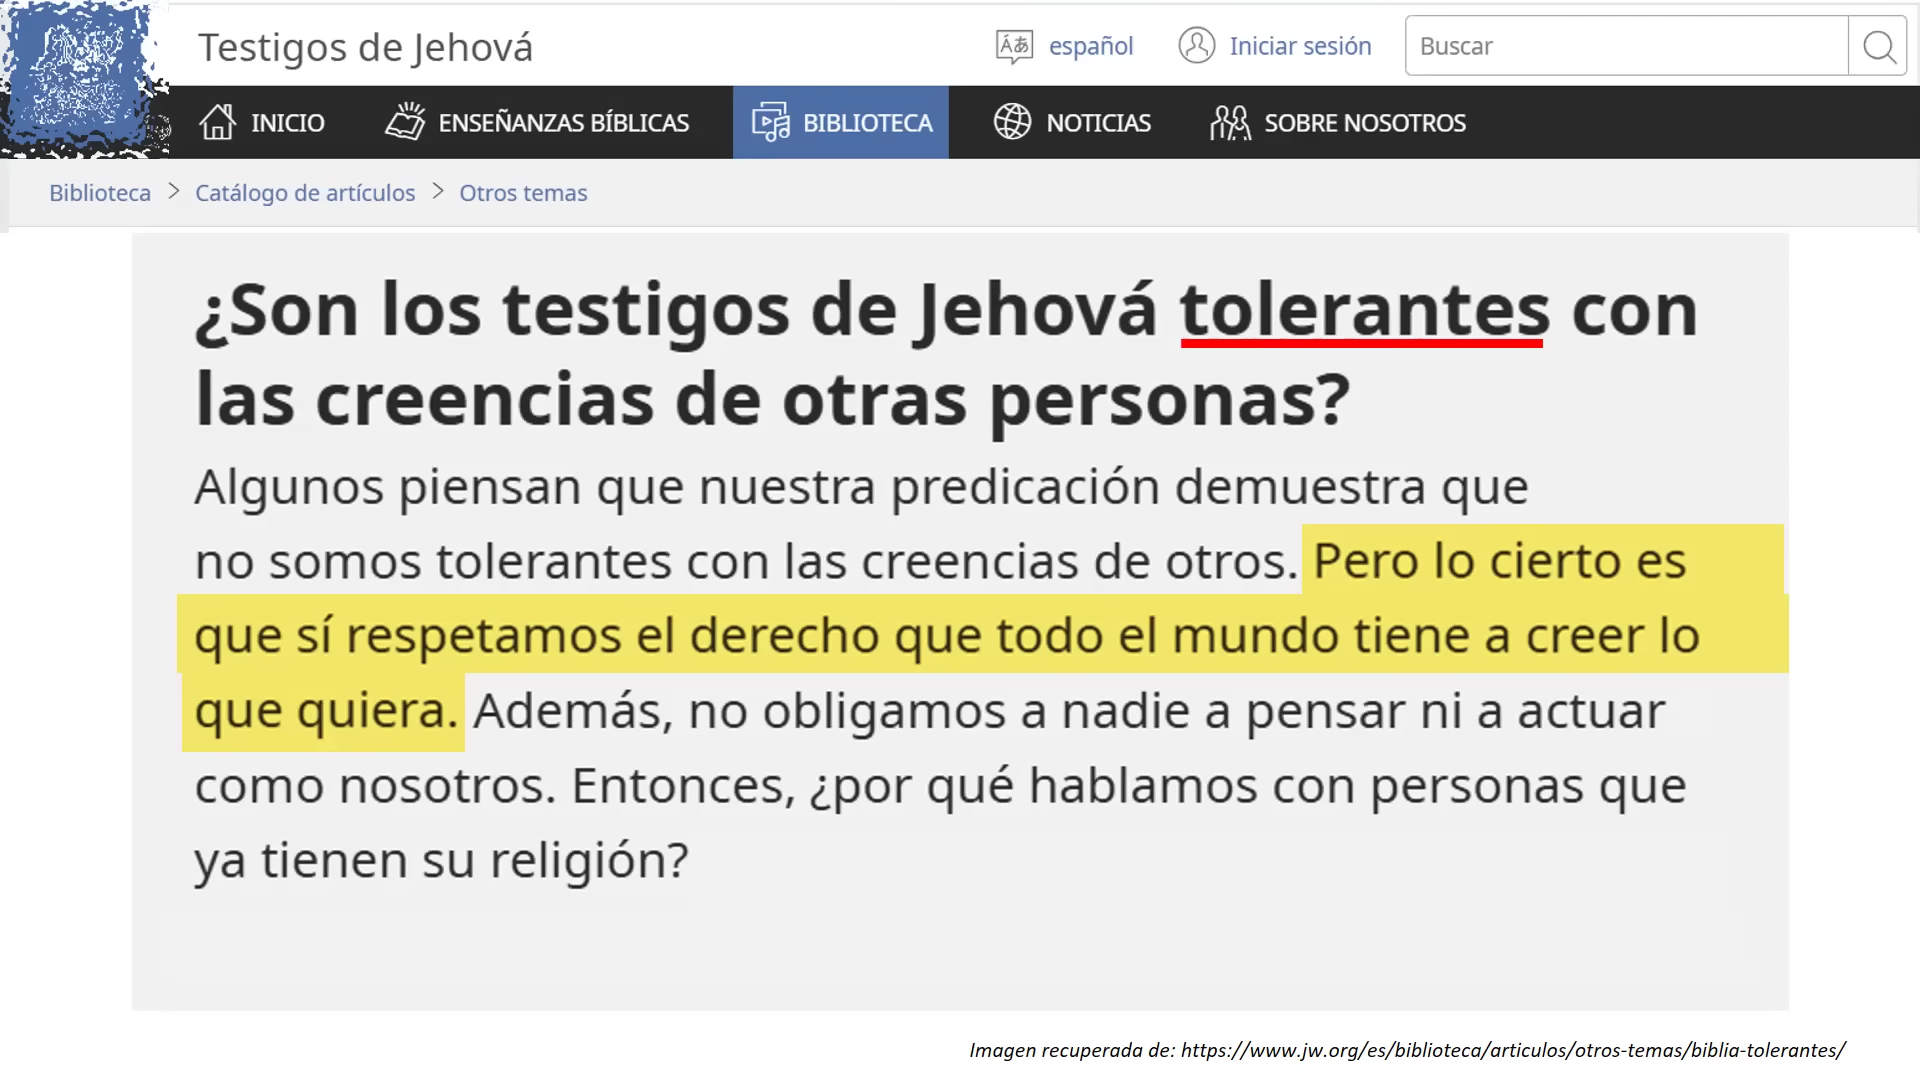 Testigos de Jehová
español
Iniciar sesión
Buscar
INICIO
ENSEÑANZAS BÍBLICAS
BIBLIOTECA
NOTICIAS
SOBRE NOSOTROS
Biblioteca > Catálogo de artículos > Otros temas
¿Son los testigos de Jehová tolerantes con
las creencias de otras personas?
Algunos piensan que nuestra predicación demuestra que
no somos tolerantes con las creencias de otros. Pero lo cierto es
que sí respetamos el derecho que todo el mundo tiene a creer lo
que quiera. Además, no obligamos a nadie a pensar ni a actuar
como nosotros. Entonces, ¿por qué hablamos con personas que
ya tienen su religión?
Imagen recuperada de: https://www.jw.org/es/biblioteca/articulos/otros-temas/biblia-tolerantes/